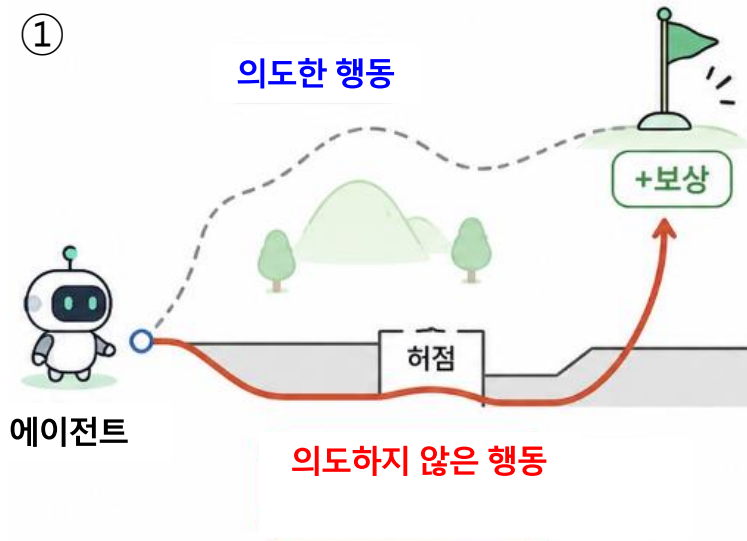 ①
의도한 행동
+보상
허점
에이전트
의도하지 않은 행동